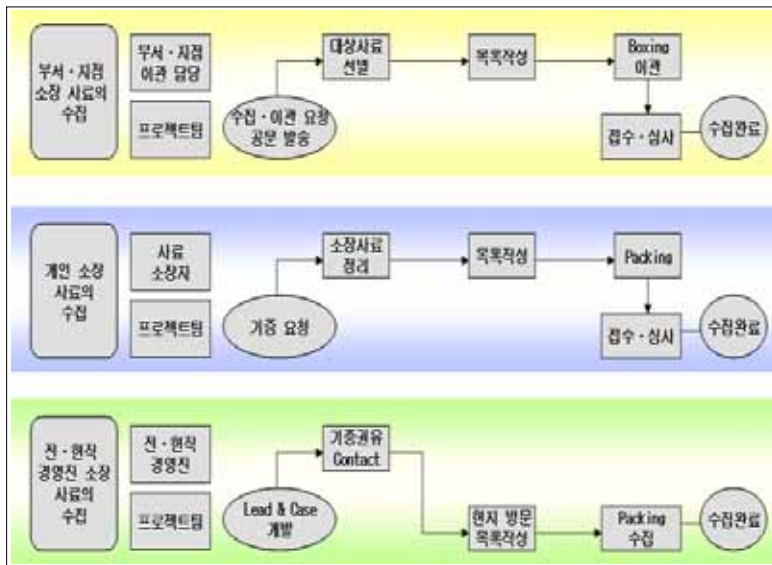 부서·지점
소장 사료의
수집
부서·지점
이관 담당
프로젝트팀
수집·이관 요청
공문 발송
대상사료
선별
목록작성
Boxing
이관
접수·심사
수집완료
개인 소장
사료의
수집
사료
소장자
프로젝트팀
기증 요청
소장사료
정리
목록작성
Packing
접수·심사
수집완료
전·현직
경영진 소장
사료의
수집
전·현직
경영진
프로젝트팀
Lead & Case
개발
기증권유
Contact
현지 방문
목록작성
Packing
수집
수집완료